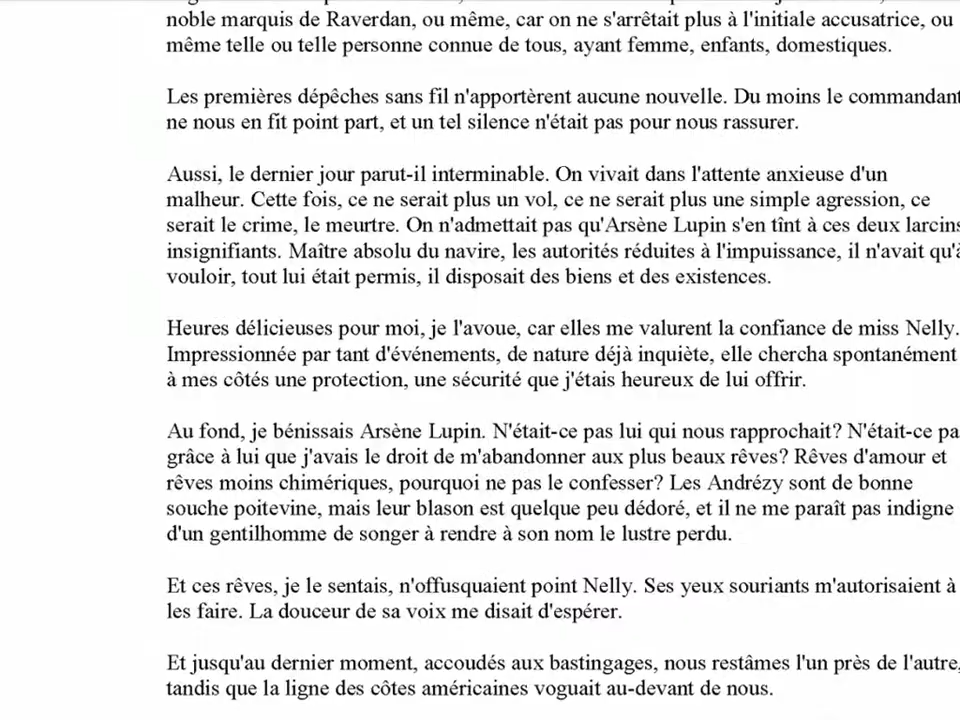 noble marquis de Raverdan, ou même, car on ne s'arrêtait plus à l'initiale accusatrice, ou
même telle ou telle personne connue de tous, ayant femme, enfants, domestiques.
Les premières dépêches sans fil n'apportèrent aucune nouvelle. Du moins le commandant
ne nous en fit point part, et un tel silence n'était pas pour nous rassurer.
Aussi, le dernier jour parut-il interminable. On vivait dans l'attente anxieuse d'un
malheur. Cette fois, ce ne serait plus un vol, ce ne serait plus une simple agression, ce
serait le crime, le meurtre. On n'admettait pas qu'Arsène Lupin s'en tînt à ces deux larcins
insignifiants. Maître absolu du navire, les autorités réduites à l'impuissance, il n'avait qu'à
vouloir, tout lui était permis, il disposait des biens et des existences.
Heures délicieuses pour moi, je l'avoue, car elles me valurent la confiance de miss Nelly.
Impressionnée par tant d'événements, de nature déjà inquiète, elle chercha spontanément
à mes côtés une protection, une sécurité que j'étais heureux de lui offrir.
Au fond, je bénissais Arsène Lupin. N'était-ce pas lui qui nous rapprochait? N'était-ce pa
grâce à lui que j'avais le droit de m'abandonner aux plus beaux rêves? Rêves d'amour et
rêves moins chimériques, pourquoi ne pas le confesser? Les Andrézy sont de bonne
souche poitevine, mais leur blason est quelque peu dédoré, et il ne me paraît pas indigne
d'un gentilhomme de songer à rendre à son nom le lustre perdu.
Et ces rêves, je le sentais, n'offusquaient point Nelly. Ses yeux souriants m'autorisaient à
les faire. La douceur de sa voix me disait d'espérer.
Et jusqu'au dernier moment, accoudés aux bastingages, nous restâmes l'un près de l'autre,
tandis que la ligne des côtes américaines voguait au-devant de nous.